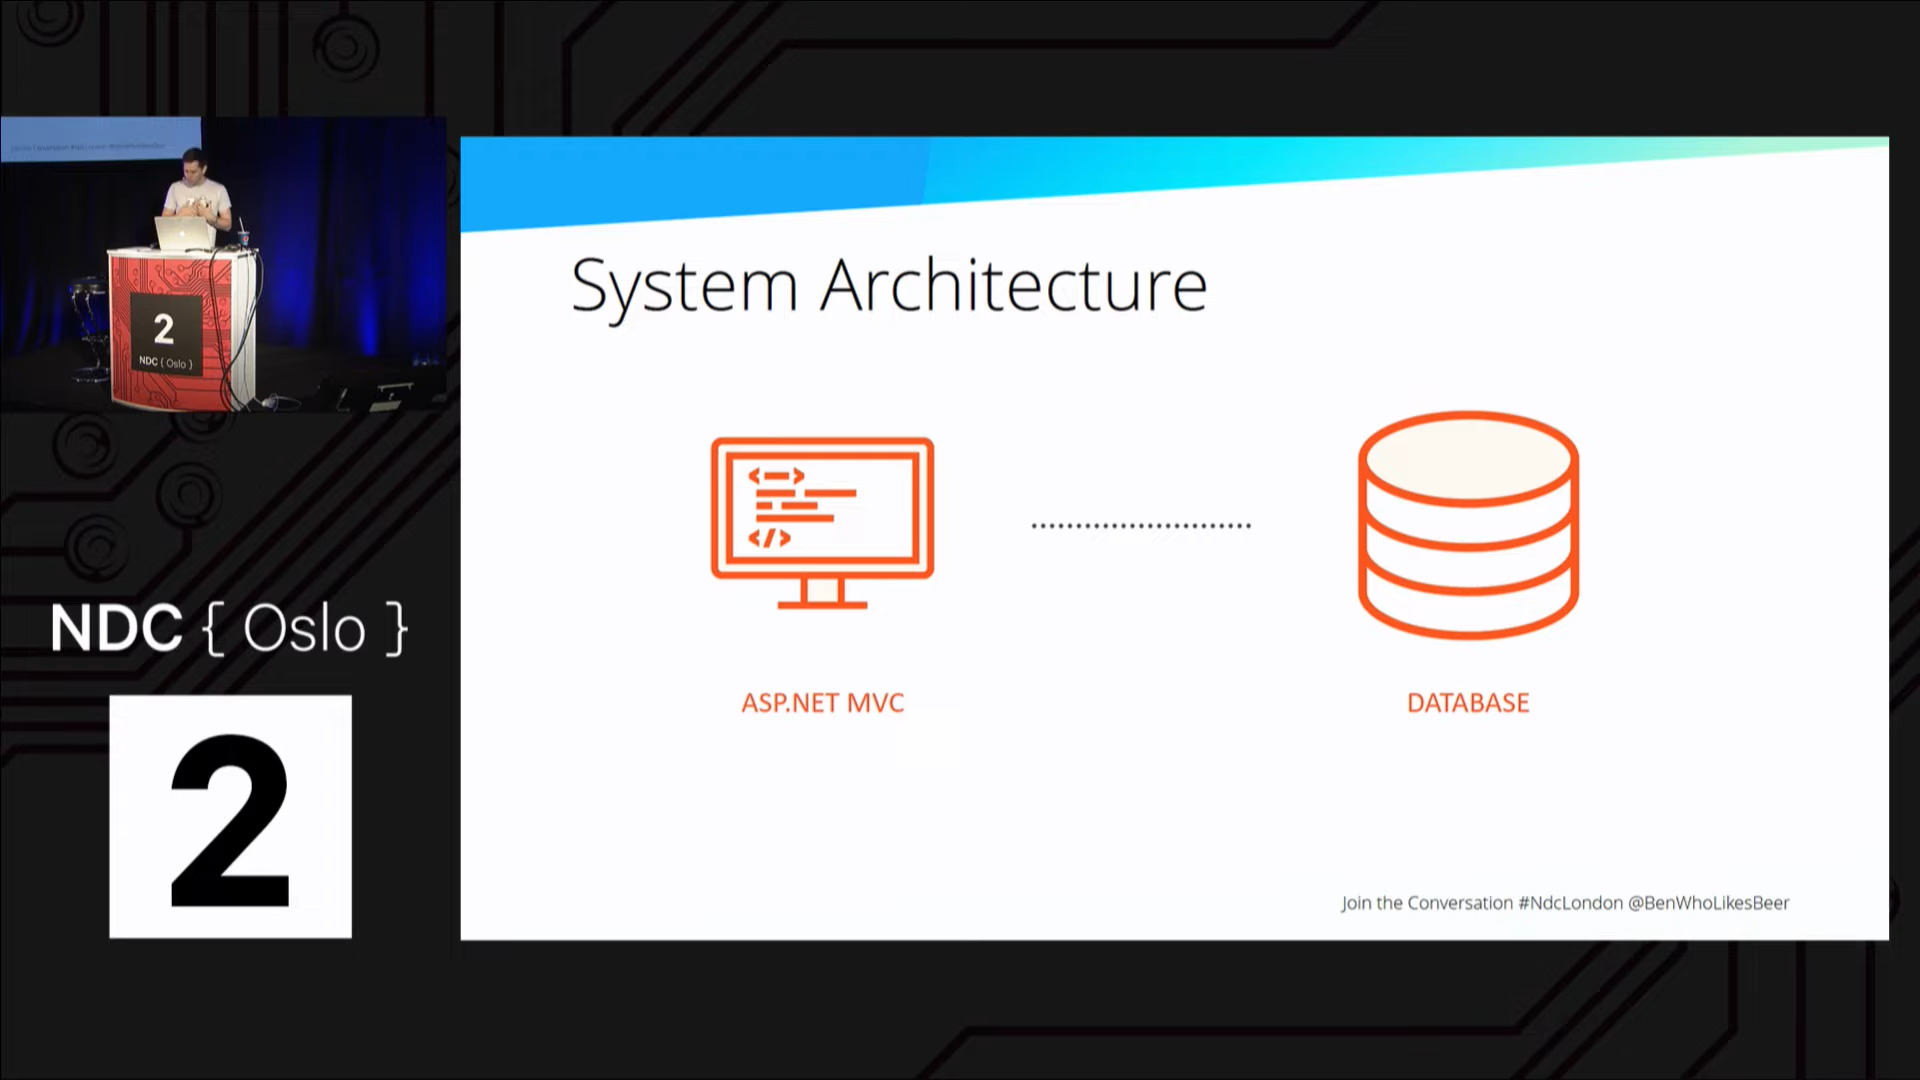 2
NDC { Oslo }
NDC { Oslo }
2
System Architecture
ASP.NET MVC
DATABASE
Join the Conversation #NdcLondon @BenWhoLikesBeer